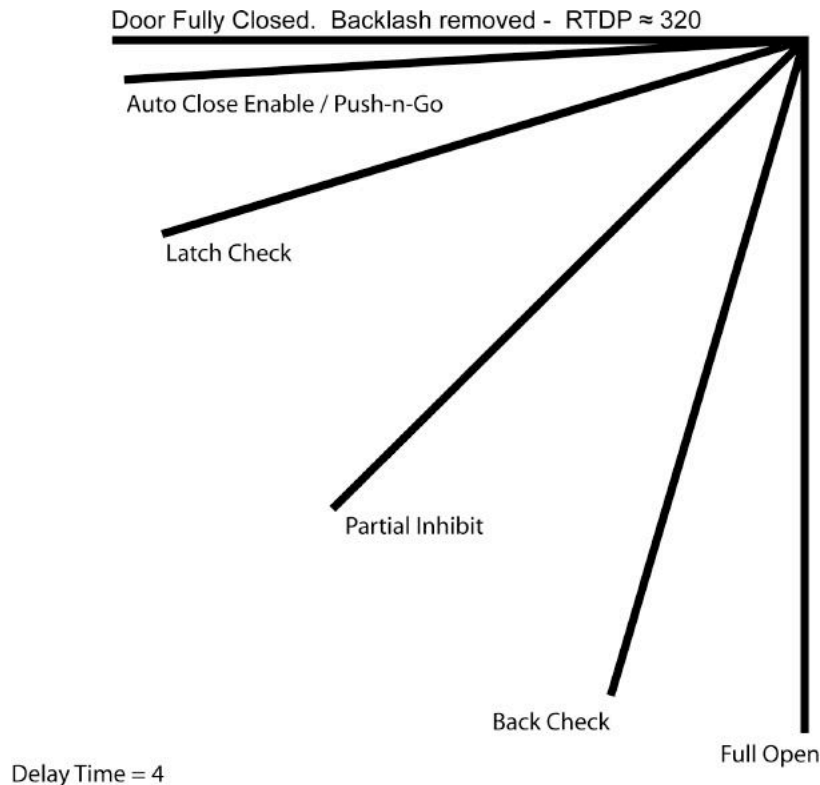 Door Fully Closed.  Backlash removed -  RTDP ≈ 320
Auto Close Enable / Push-n-Go
Latch Check
Partial Inhibit
Back Check
Full Open
Delay Time = 4